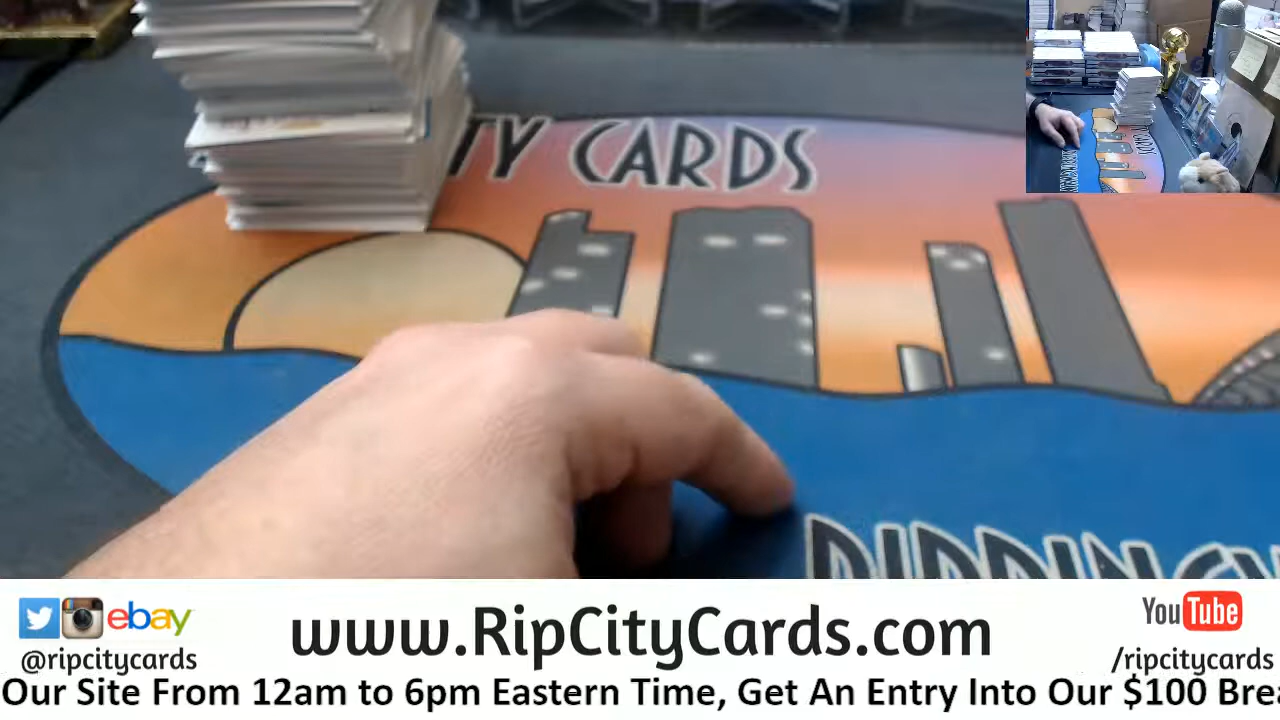 TY CARDS
ebay
www.RipCityCards.com
YouTube
@ripcitycards
/ripcitycards
Our Site From 12am to 6pm Eastern Time, Get An Entry Into Our $100 Brea